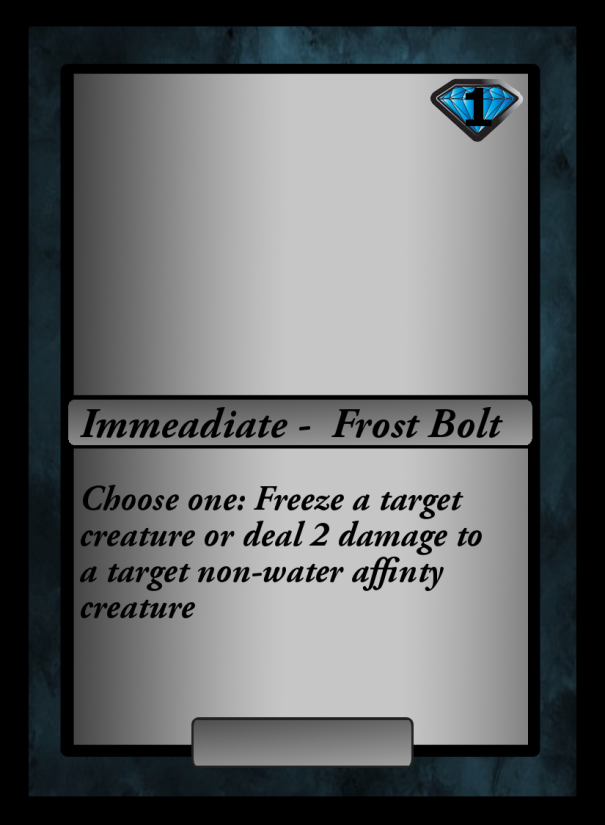 1
Immeadiate - Frost Bolt
Choose one: Freeze a target
creature or deal 2 damage to
a target non-water affinty
creature